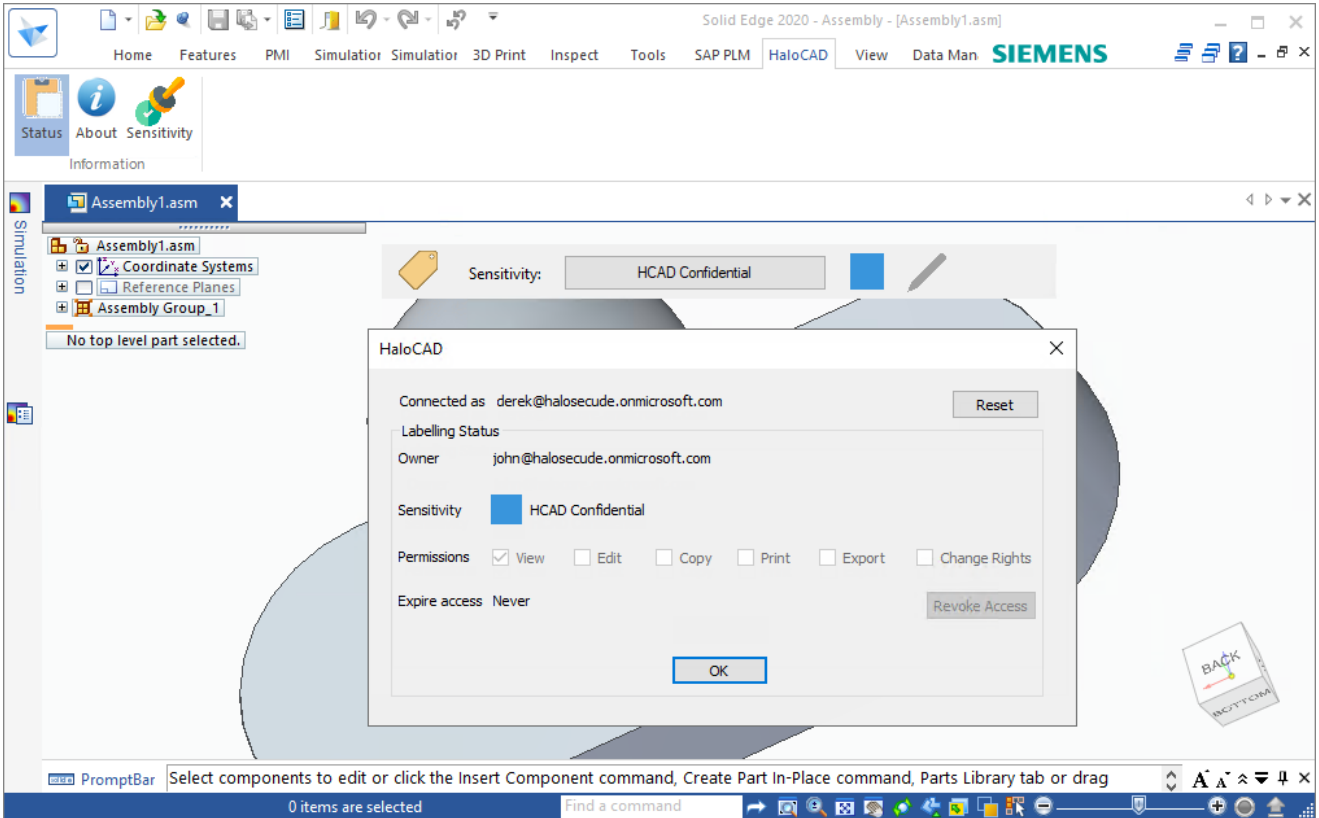 Solid Edge 2020 - Assembly - [Assembly1.asm]
Home Features PMI Simulation Simulation 3D Print Inspect Tools SAP PLM HaloCAD View Data Man SIEMENS
Status About Sensitivity
Information
Assembly1.asm
Simulation
Assembly1.asm
Coordinate Systems
Reference Planes
Assembly Group_1
No top level part selected.
Sensitivity: HCAD Confidential
HaloCAD
Connected as derek@halosecude.onmicrosoft.com Reset
Labelling Status
Owner john@halosecude.onmicrosoft.com
Sensitivity HCAD Confidential
Permissions View Edit Copy Print Export Change Rights
Expire access Never Revoke Access
OK
BACK
BOTTOM
PromptBar Select components to edit or click the Insert Component command, Create Part In-Place command, Parts Library tab or drag
0 items are selected Find a command